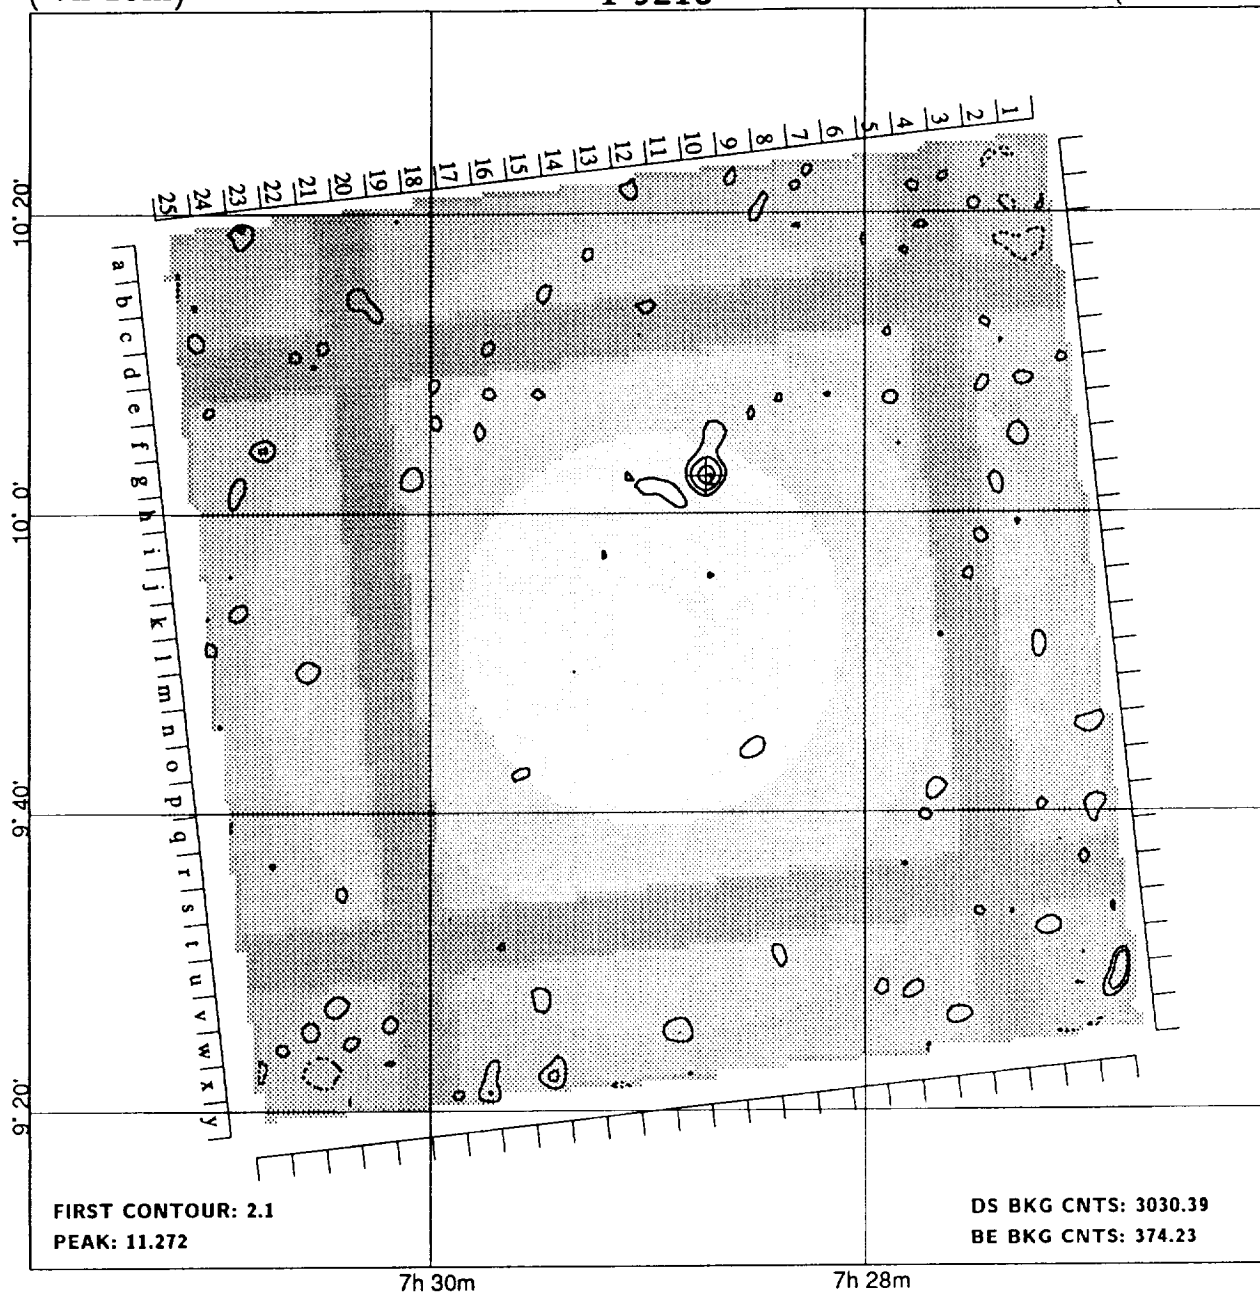 25 24 23 22 21 20 19 18 17 16 15 14 13 12 11 10 9 8 7 6 5 4 3 2 1
10° 20'
a b c d e f g h i j k l m n o p q r s t u v w x y
10° 0'
9° 40'
9° 20'
FIRST CONTOUR: 2.1
PEAK: 11.272
DS BKG CNTS: 3030.39
BE BKG CNTS: 374.23
7h 30m
7h 28m